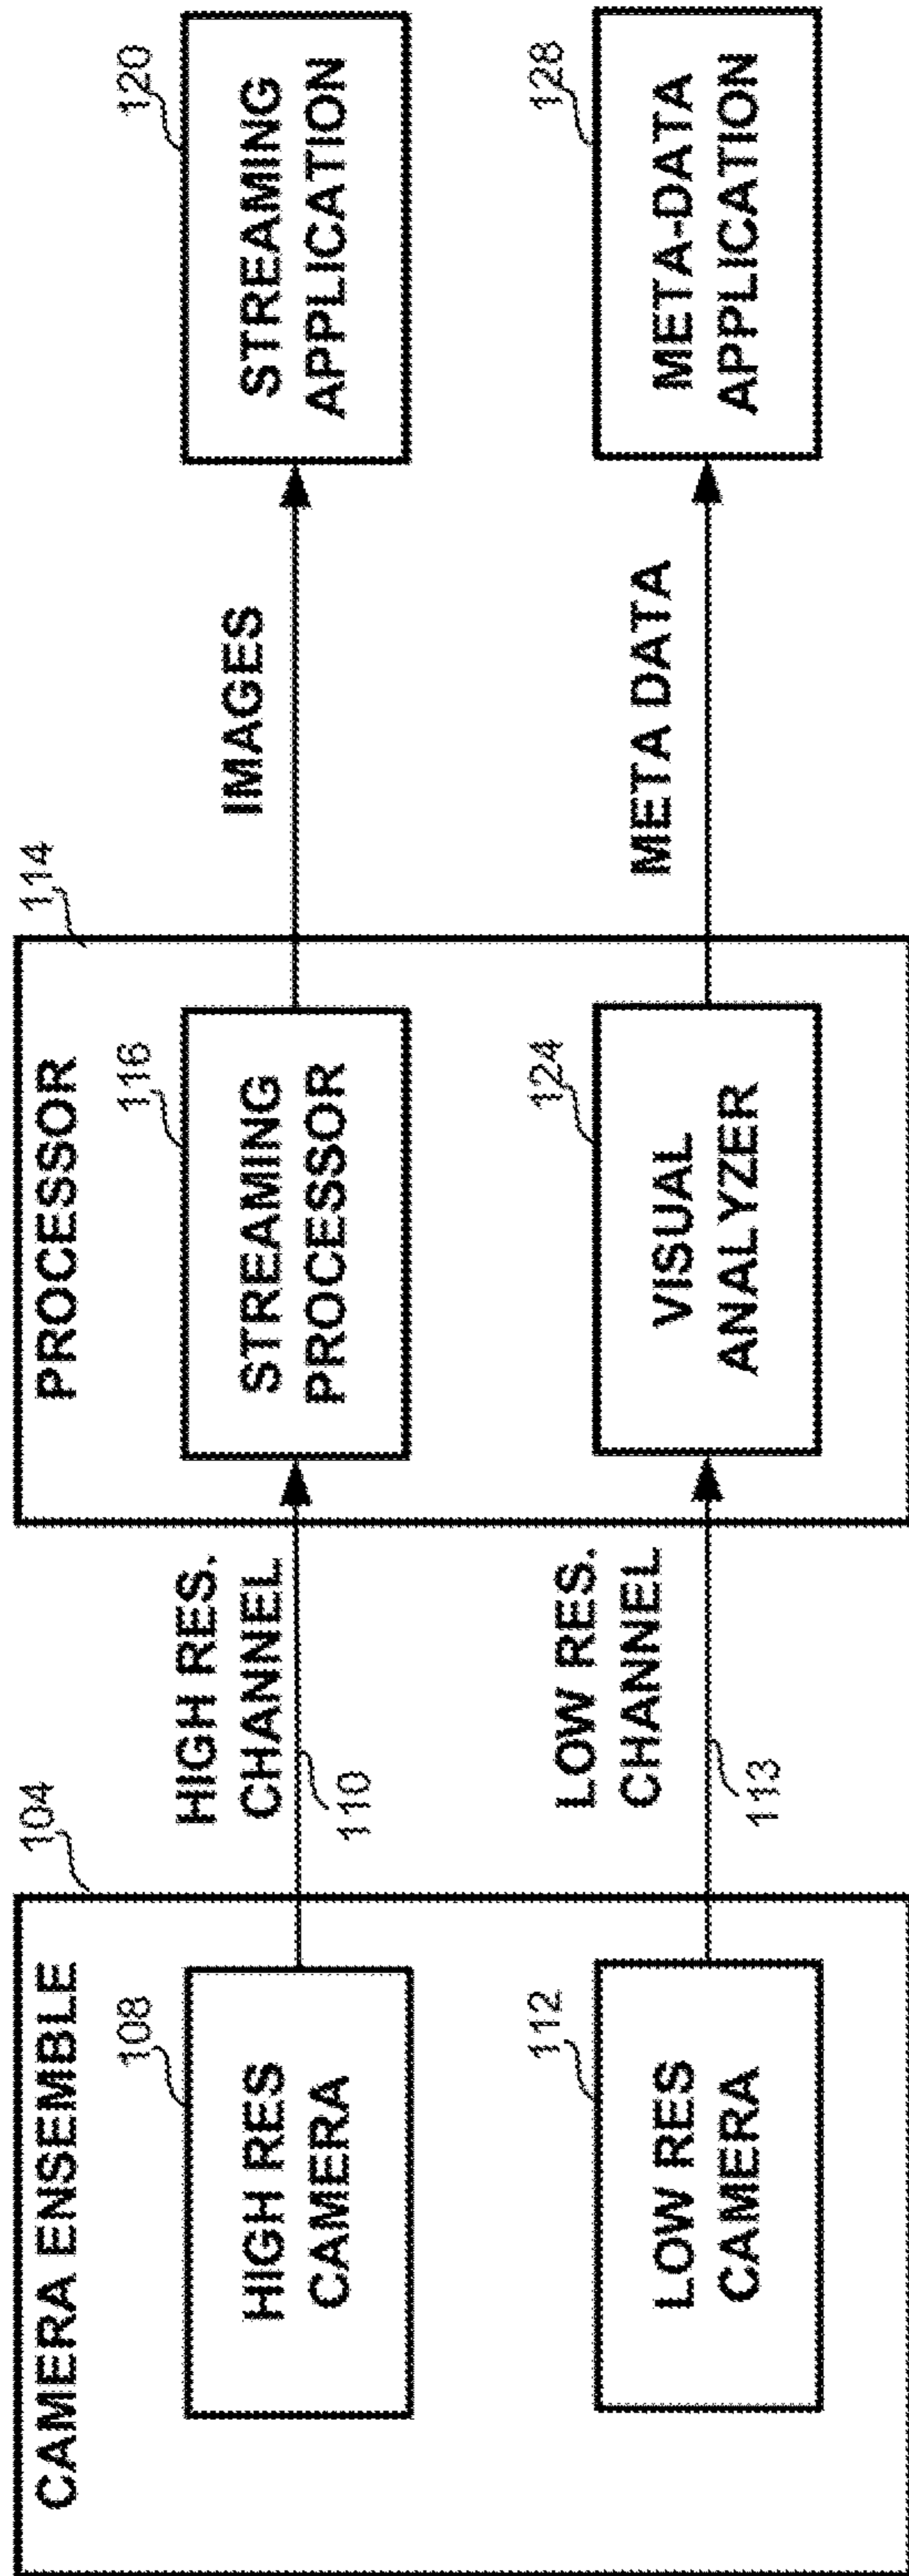 CAMERA ENSEMBLE
104
108
HIGH RES
CAMERA
112
LOW RES
CAMERA
HIGH RES.
CHANNEL
110
LOW RES.
CHANNEL
113
PROCESSOR
114
116
STREAMING
PROCESSOR
124
VISUAL
ANALYZER
IMAGES
META DATA
120
STREAMING
APPLICATION
128
META-DATA
APPLICATION